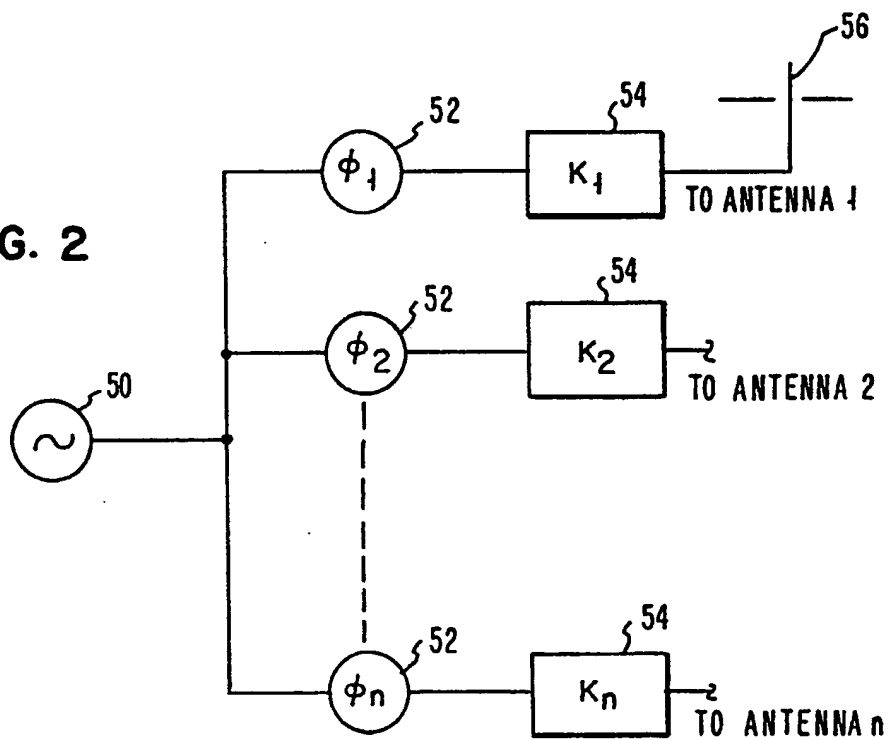 56
52
54
ϕ1
K1
TO ANTENNA 1
G. 2
52
54
ϕ2
K2
TO ANTENNA 2
50
52
54
ϕn
Kn
TO ANTENNA n